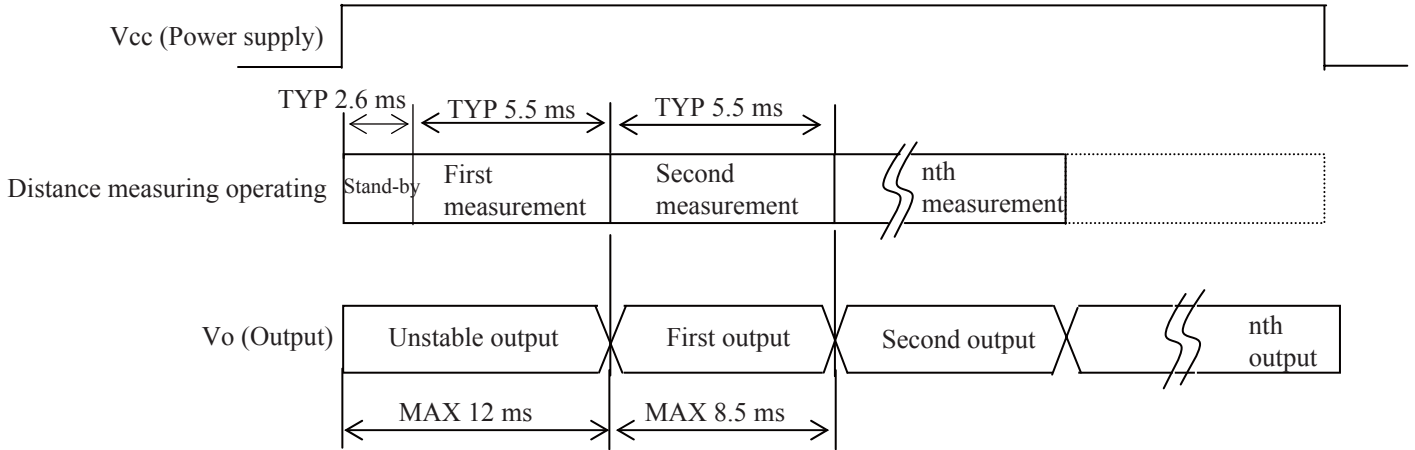 Vcc (Power supply)
TYP 2.6 ms
TYP 5.5 ms
TYP 5.5 ms
Distance measuring operating
Stand-by
First
measurement
Second
measurement
nth
measurement
Vo (Output)
Unstable output
First output
Second output
nth
output
MAX 12 ms
MAX 8.5 ms